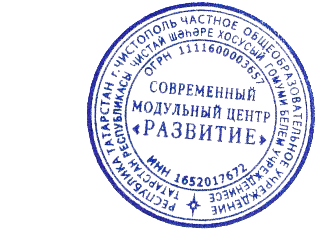 РЕСПУБЛИКА ТАТАРСТАН г. ЧИСТОПОЛЬ ЧАСТНОЕ ОБЩЕОБРАЗОВАТЕЛЬНОЕ УЧРЕЖДЕНИЕ
ТАТАРСТАН РЕСПУБЛИКАСЫ ЧИСТАЙ ШӘҺӘРЕ ХОСУСЫЙ ГОМУМИ БЕЛЕМ УЧРЕЖДЕНИЕСЕ
ОГРН 1111600003657
СОВРЕМЕННЫЙ
МОДУЛЬНЫЙ ЦЕНТР
«РАЗВИТИЕ»
ИНН 1652017672